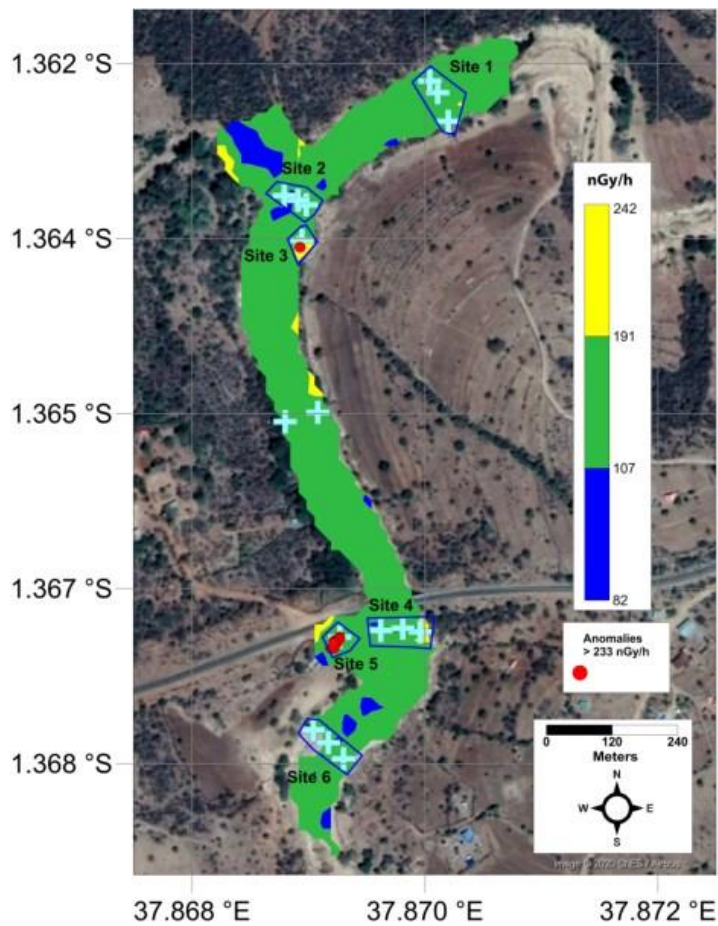 1.362 °S
1.364 °S
1.365 °S
1.367 °S
1.368 °S
37.868 °E
37.870 °E
37.872 °E
Site 1
Site 2
Site 3
Site 4
Site 5
Site 6
nGy/h
242
191
107
82
Anomalies
> 233 nGy/h
0 120 240
Meters
N
W E
S
Image © 2020 CNES / Airbus